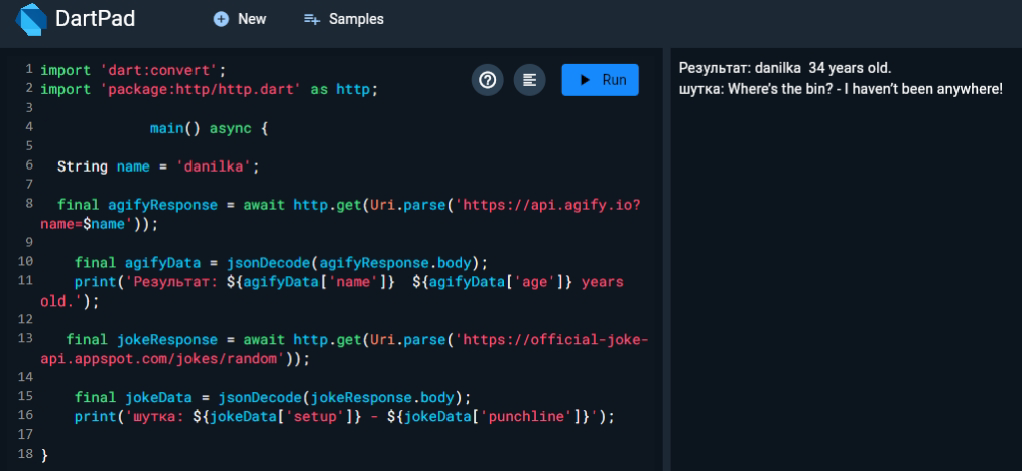 DartPad New Samples
1 import 'dart:convert';
2 import 'package:http/http.dart' as http;
3
4 main() async {
5
6 String name = 'danilka';
7
8 final agifyResponse = await http.get(Uri.parse('https://api.agify.io?
name=$name'));
9
10 final agifyData = jsonDecode(agifyResponse.body);
11 print('Результат: ${agifyData['name']}  ${agifyData['age']} years
old.');
12
13 final jokeResponse = await http.get(Uri.parse('https://official-joke-
api.appspot.com/jokes/random'));
14
15 final jokeData = jsonDecode(jokeResponse.body);
16 print('шутка: ${jokeData['setup']} - ${jokeData['punchline']}');
17
18 }
Run
Результат: danilka  34 years old.
шутка: Where's the bin? - I haven't been anywhere!